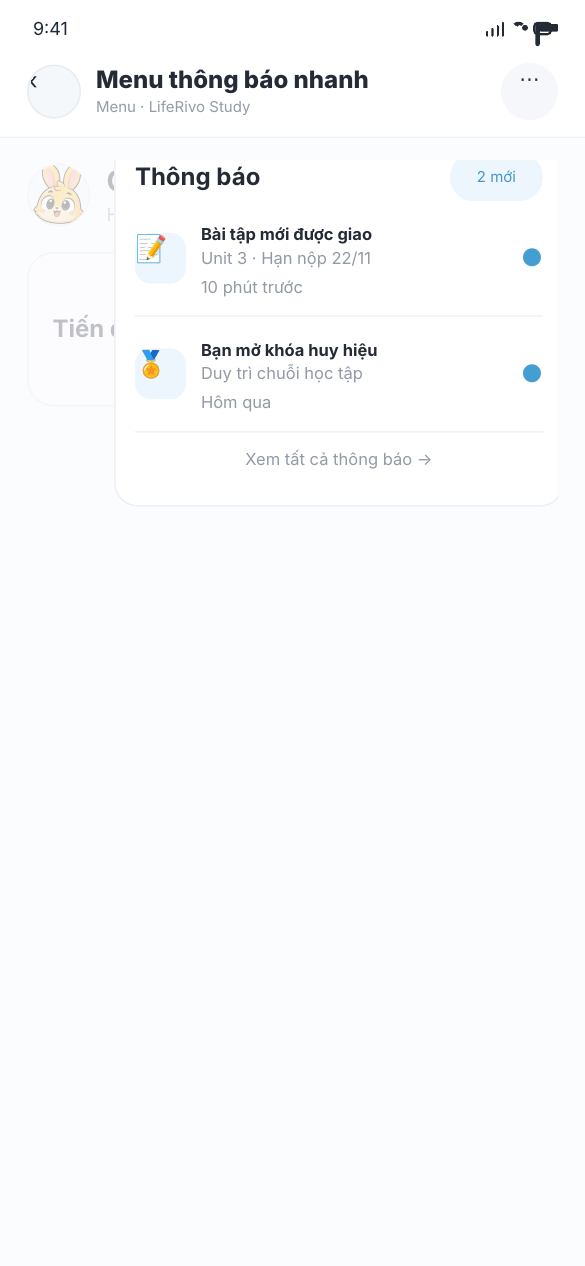 9:41
Menu thông báo nhanh
Menu · LifeRivo Study
Thông báo
2 mới
Bài tập mới được giao
Unit 3 · Hạn nộp 22/11
10 phút trước
Tiến
Bạn mở khóa huy hiệu
Duy trì chuỗi học tập
Hôm qua
Xem tất cả thông báo →